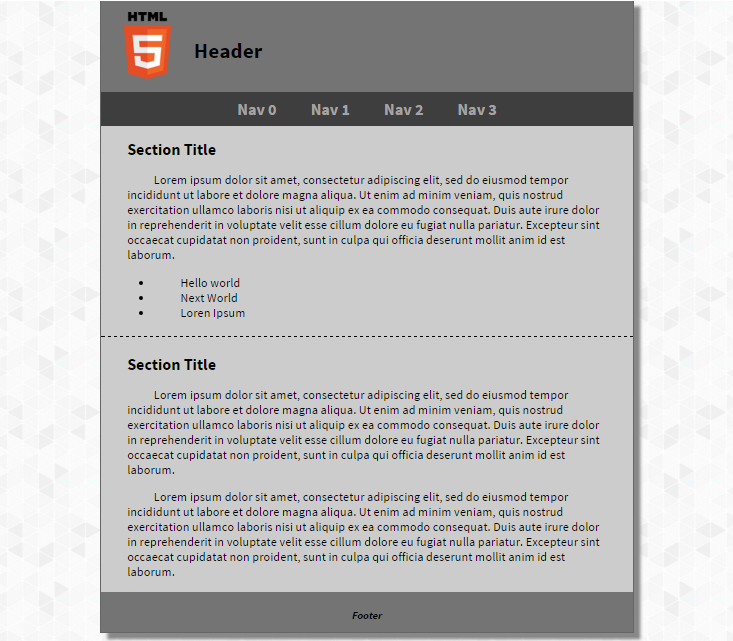 HTML
5
Header
Nav 0 Nav 1 Nav 2 Nav 3
Section Title
Lorem ipsum dolor sit amet, consectetur adipiscing elit, sed do eiusmod tempor
incididunt ut labore et dolore magna aliqua. Ut enim ad minim veniam, quis nostrud
exercitation ullamco laboris nisi ut aliquip ex ea commodo consequat. Duis aute irure dolor
in reprehenderit in voluptate velit esse cillum dolore eu fugiat nulla pariatur. Excepteur sint
occaecat cupidatat non proident, sunt in culpa qui officia deserunt mollit anim id est
laborum.
• Hello world
• Next World
• Loren Ipsum
Section Title
Lorem ipsum dolor sit amet, consectetur adipiscing elit, sed do eiusmod tempor
incididunt ut labore et dolore magna aliqua. Ut enim ad minim veniam, quis nostrud
exercitation ullamco laboris nisi ut aliquip ex ea commodo consequat. Duis aute irure dolor
in reprehenderit in voluptate velit esse cillum dolore eu fugiat nulla pariatur. Excepteur sint
occaecat cupidatat non proident, sunt in culpa qui officia deserunt mollit anim id est
laborum.
Lorem ipsum dolor sit amet, consectetur adipiscing elit, sed do eiusmod tempor
incididunt ut labore et dolore magna aliqua. Ut enim ad minim veniam, quis nostrud
exercitation ullamco laboris nisi ut aliquip ex ea commodo consequat. Duis aute irure dolor
in reprehenderit in voluptate velit esse cillum dolore eu fugiat nulla pariatur. Excepteur sint
occaecat cupidatat non proident, sunt in culpa qui officia deserunt mollit anim id est
laborum.
Footer